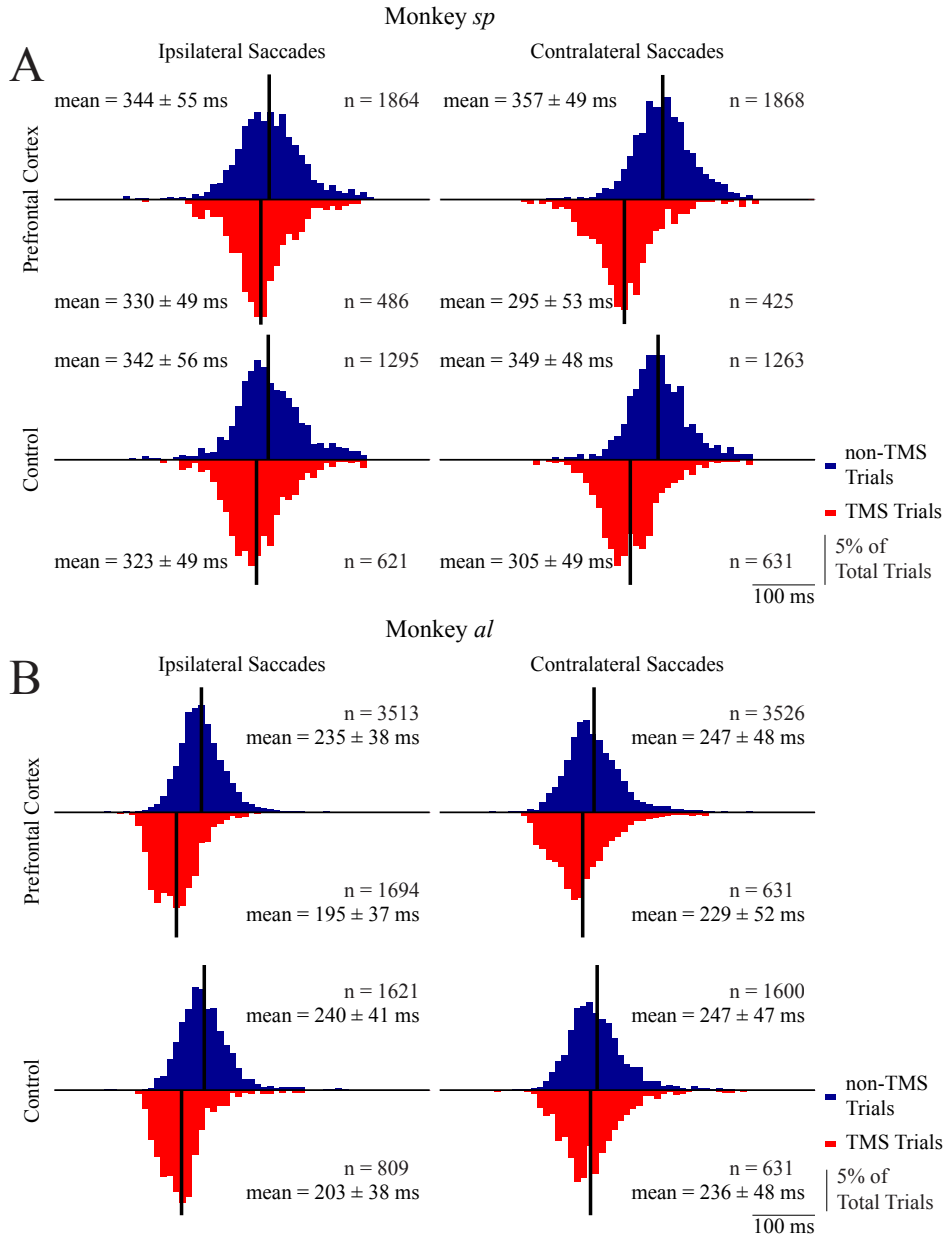 Monkey sp
A
Ipsilateral Saccades
Contralateral Saccades
Prefrontal Cortex
mean = 344 ± 55 ms
n = 1864
mean = 357 ± 49 ms
n = 1868
mean = 330 ± 49 ms
n = 486
mean = 295 ± 53 ms
n = 425
Control
mean = 342 ± 56 ms
n = 1295
mean = 349 ± 48 ms
n = 1263
mean = 323 ± 49 ms
n = 621
mean = 305 ± 49 ms
n = 631
non-TMS
Trials
TMS Trials
5% of
Total Trials
100 ms
Monkey al
B
Ipsilateral Saccades
Contralateral Saccades
Prefrontal Cortex
n = 3513
mean = 235 ± 38 ms
n = 3526
mean = 247 ± 48 ms
n = 1694
mean = 195 ± 37 ms
n = 631
mean = 229 ± 52 ms
Control
n = 1621
mean = 240 ± 41 ms
n = 1600
mean = 247 ± 47 ms
n = 809
mean = 203 ± 38 ms
n = 631
mean = 236 ± 48 ms
non-TMS
Trials
TMS Trials
5% of
Total Trials
100 ms